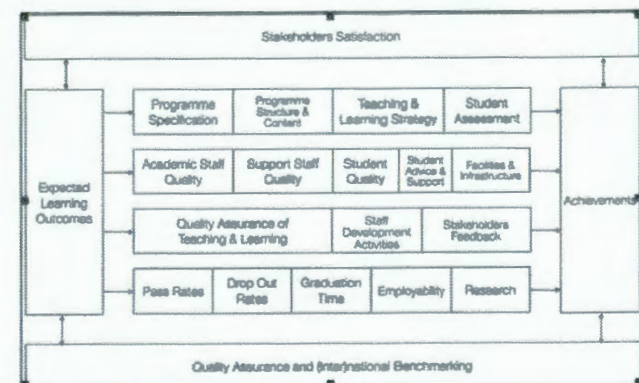 Stakeholders Satisfaction
Programme Specification
Programme Structure & Content
Teaching & Learning Strategy
Student Assessment
Academic Staff Quality
Support Staff Quality
Student Quality
Student Advice & Support
Facilities & Infrastructure
Expected Learning Outcomes
Achievements
Quality Assurance of Teaching & Learning
Staff Development Activities
Stakeholders Feedback
Pass Rates
Drop Out Rates
Graduation Time
Employability
Research
Quality Assurance and (Inter)national Benchmarking